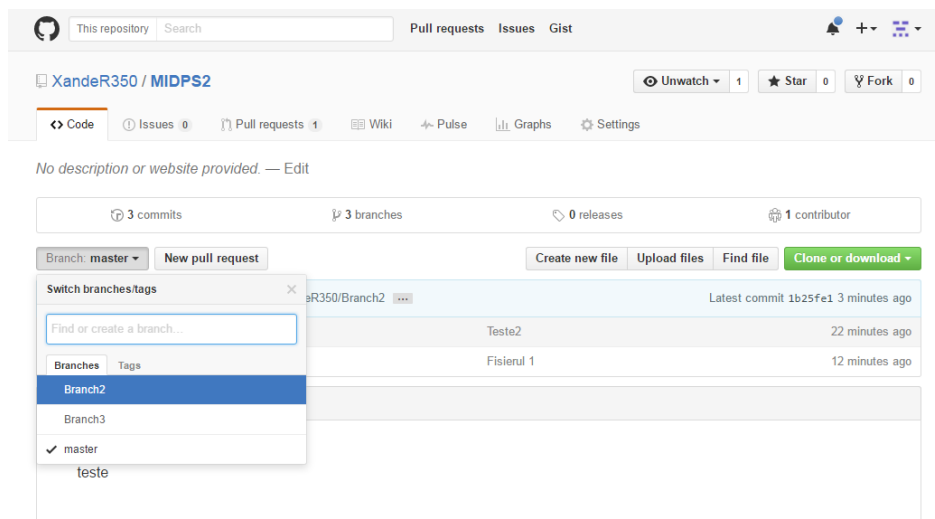 This repository Search Pull requests Issues Gist
XandeR350 / MIDPS2 Unwatch 1 Star 0 Fork 0
Code Issues 0 Pull requests 1 Wiki Pulse Graphs Settings
No description or website provided. — Edit
3 commits 3 branches 0 releases 1 contributor
Branch: master New pull request Create new file Upload files Find file Clone or download
Switch branches/tags
eR350/Branch2 … Latest commit 1b25fe1 3 minutes ago
Find or create a branch...
Teste2 22 minutes ago
Branches Tags
Fisierul 1 12 minutes ago
Branch2
Branch3
master
teste